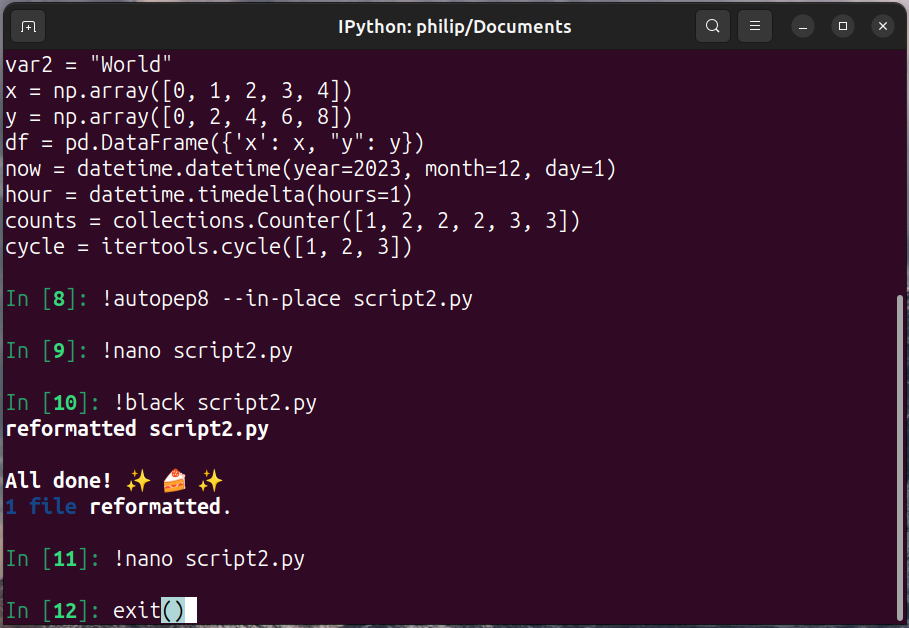 IPython: philip/Documents
var2 = "World"
x = np.array([0, 1, 2, 3, 4])
y = np.array([0, 2, 4, 6, 8])
df = pd.DataFrame({'x': x, "y": y})
now = datetime.datetime(year=2023, month=12, day=1)
hour = datetime.timedelta(hours=1)
counts = collections.Counter([1, 2, 2, 2, 3, 3])
cycle = itertools.cycle([1, 2, 3])
In [8]: !autopep8 --in-place script2.py
In [9]: !nano script2.py
In [10]: !black script2.py
reformatted script2.py
All done! ✨ 🍰 ✨
1 file reformatted.
In [11]: !nano script2.py
In [12]: exit()